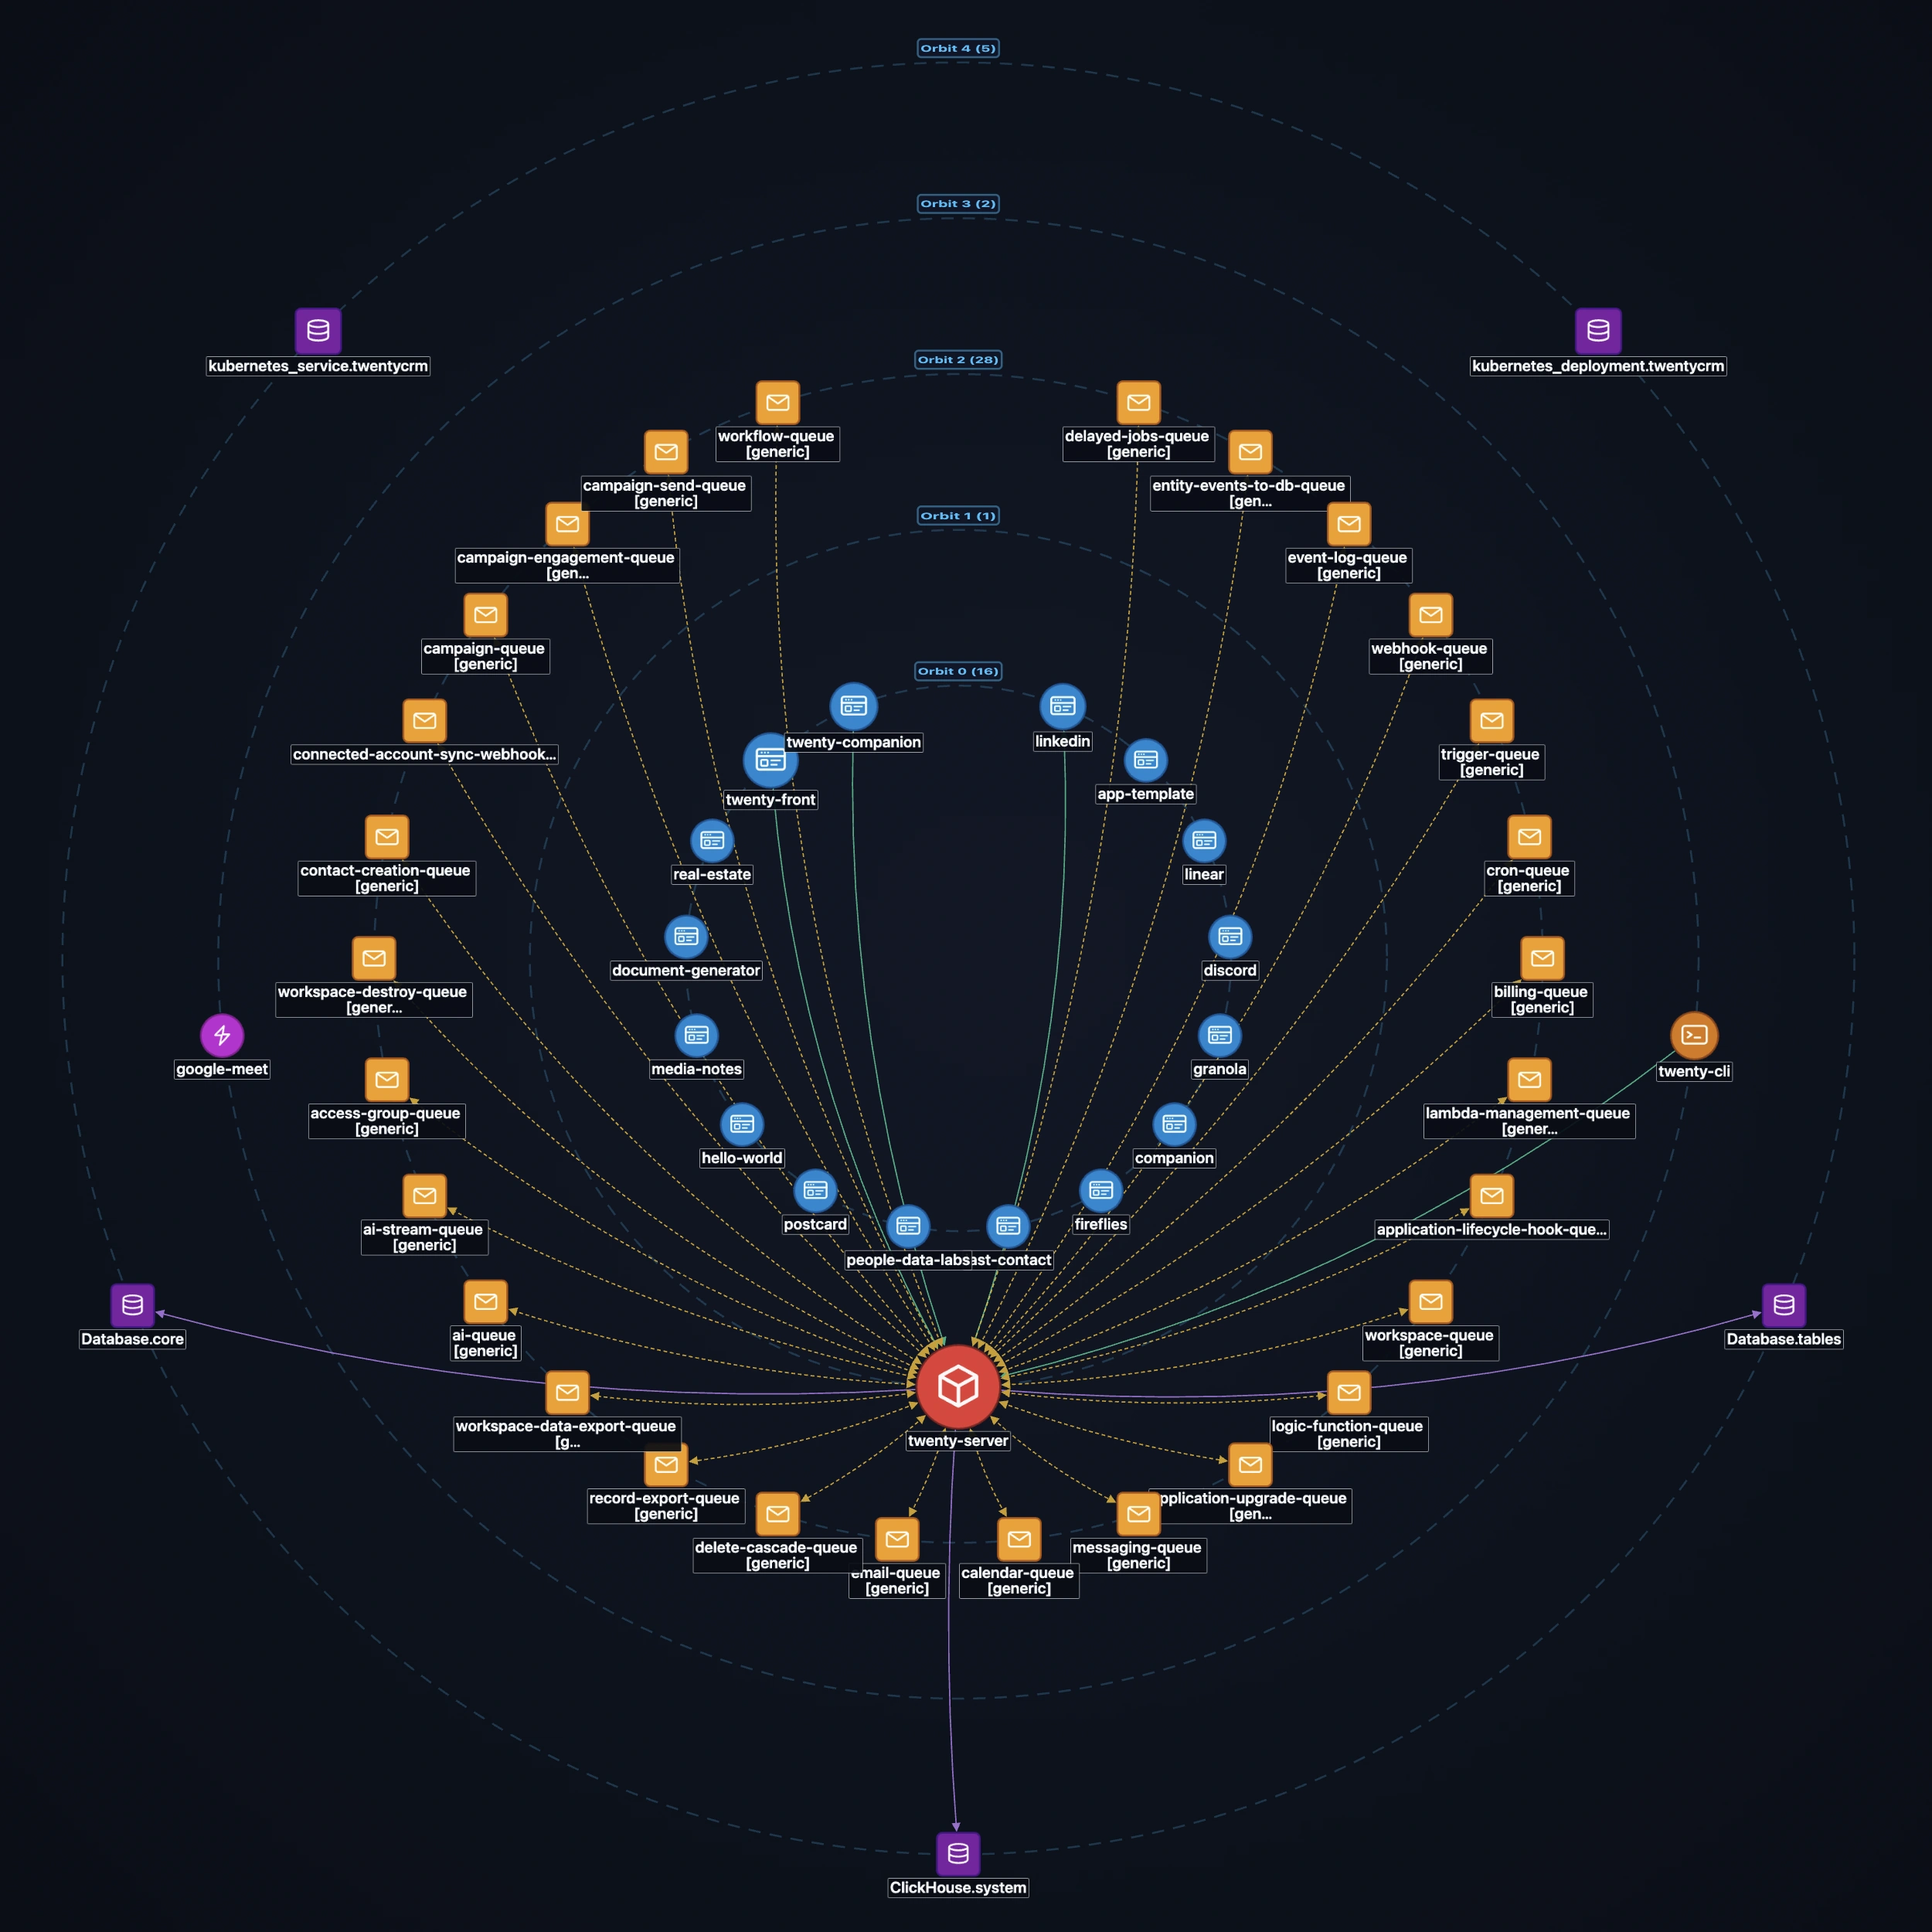 Orbit 4 (5)
Orbit 3 (2)
kubernetes_service.twentycrm
kubernetes_deployment.twentycrm
Orbit 2 (28)
workflow-queue
[generic]
delayed-jobs-queue
[generic]
campaign-send-queue
[generic]
entity-events-to-db-queue
[gen...
Orbit 1 (1)
campaign-engagement-queue
[gen...
event-log-queue
[generic]
campaign-queue
[generic]
webhook-queue
[generic]
Orbit 0 (16)
connected-account-sync-webhook...
twenty-companion
linkedin
trigger-queue
[generic]
twenty-front
app-template
real-estate
linear
contact-creation-queue
[generic]
cron-queue
[generic]
document-generator
discord
workspace-destroy-queue
[gener...
billing-queue
[generic]
google-meet
media-notes
granola
twenty-cli
access-group-queue
[generic]
lambda-management-queue
[gener...
hello-world
companion
postcard
fireflies
ai-stream-queue
[generic]
application-lifecycle-hook-que...
people-data-labs
ast-contact
Database.core
ai-queue
[generic]
workspace-queue
[generic]
Database.tables
workspace-data-export-queue
[g...
twenty-server
logic-function-queue
[generic]
record-export-queue
[generic]
pplication-upgrade-queue
[gen...
delete-cascade-queue
[generic]
email-queue
[generic]
calendar-queue
[generic]
messaging-queue
[generic]
ClickHouse.system